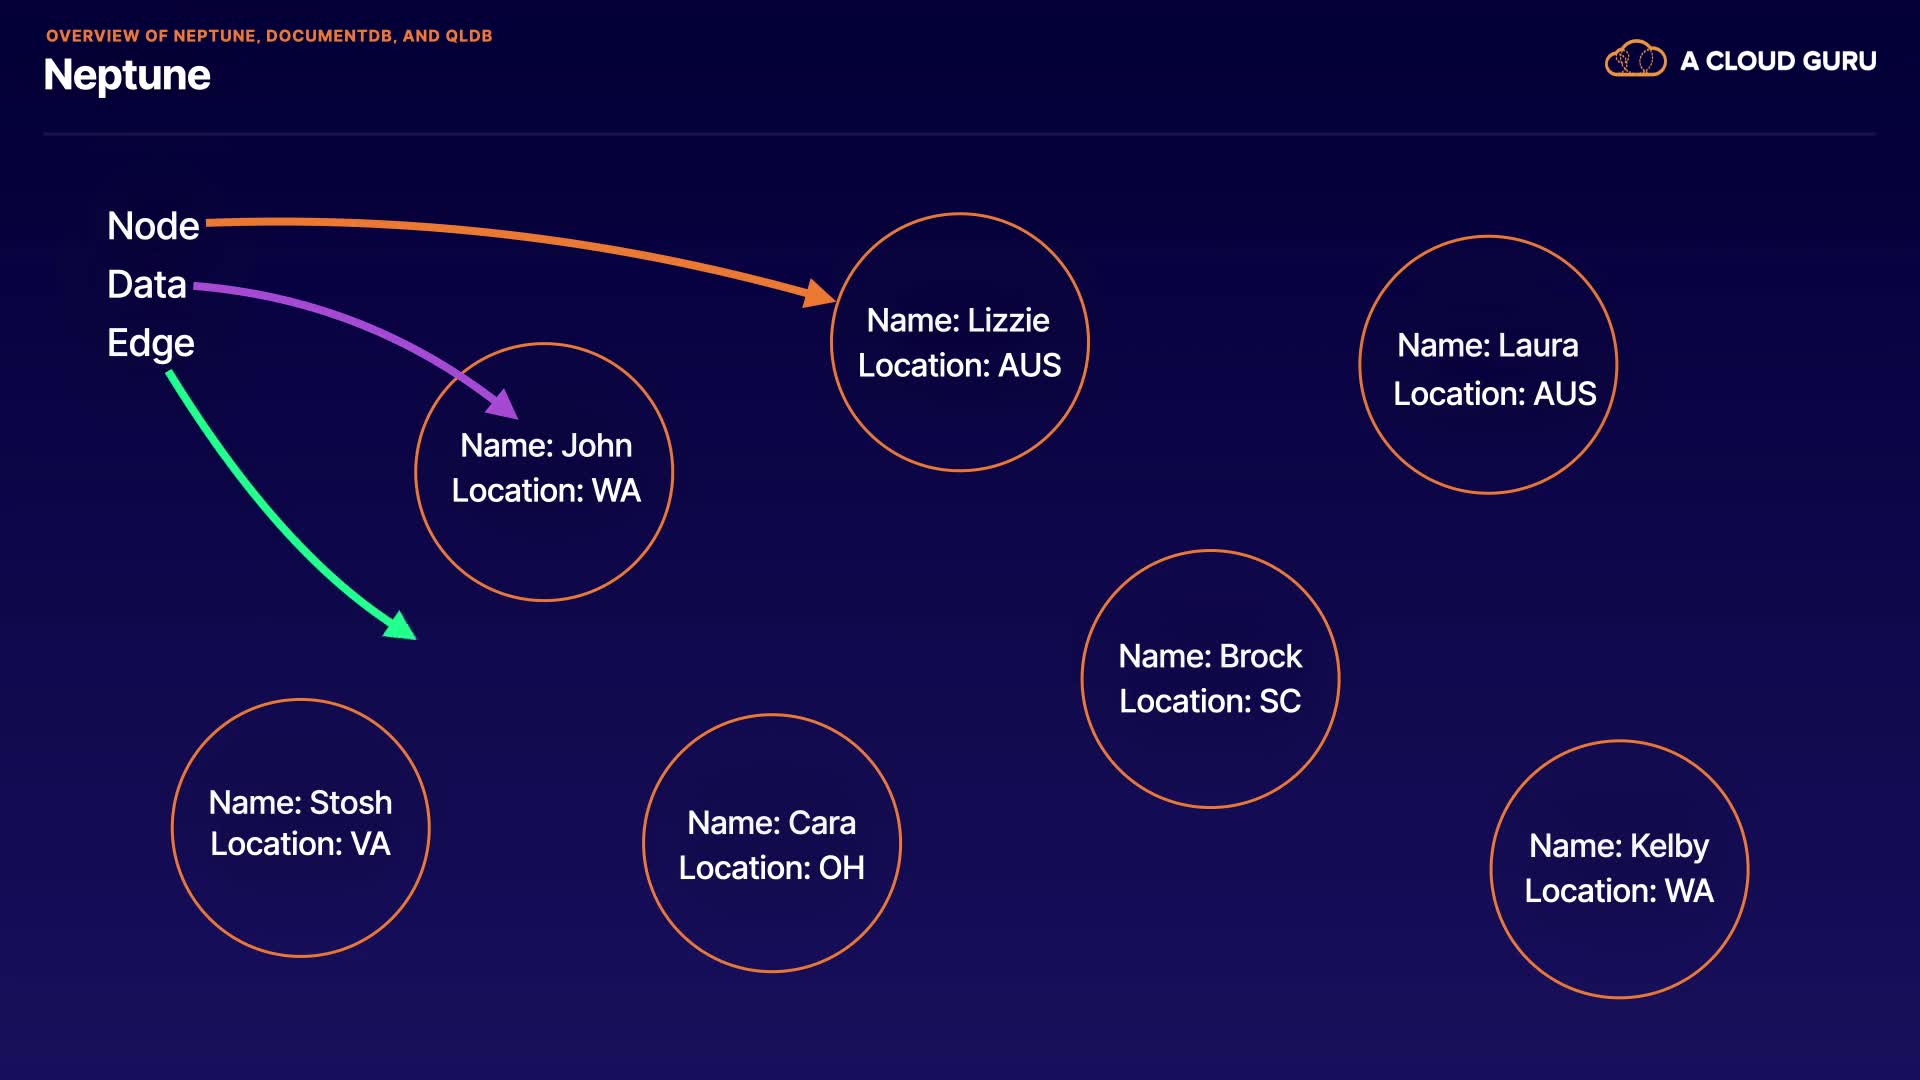 OVERVIEW OF NEPTUNE, DOCUMENTDB, AND QLDB
Neptune
A CLOUD GURU
Node
Data
Edge
Name: Lizzie
Location: AUS
Name: Laura
Location: AUS
Name: John
Location: WA
Name: Brock
Location: SC
Name: Stosh
Location: VA
Name: Cara
Location: OH
Name: Kelby
Location: WA